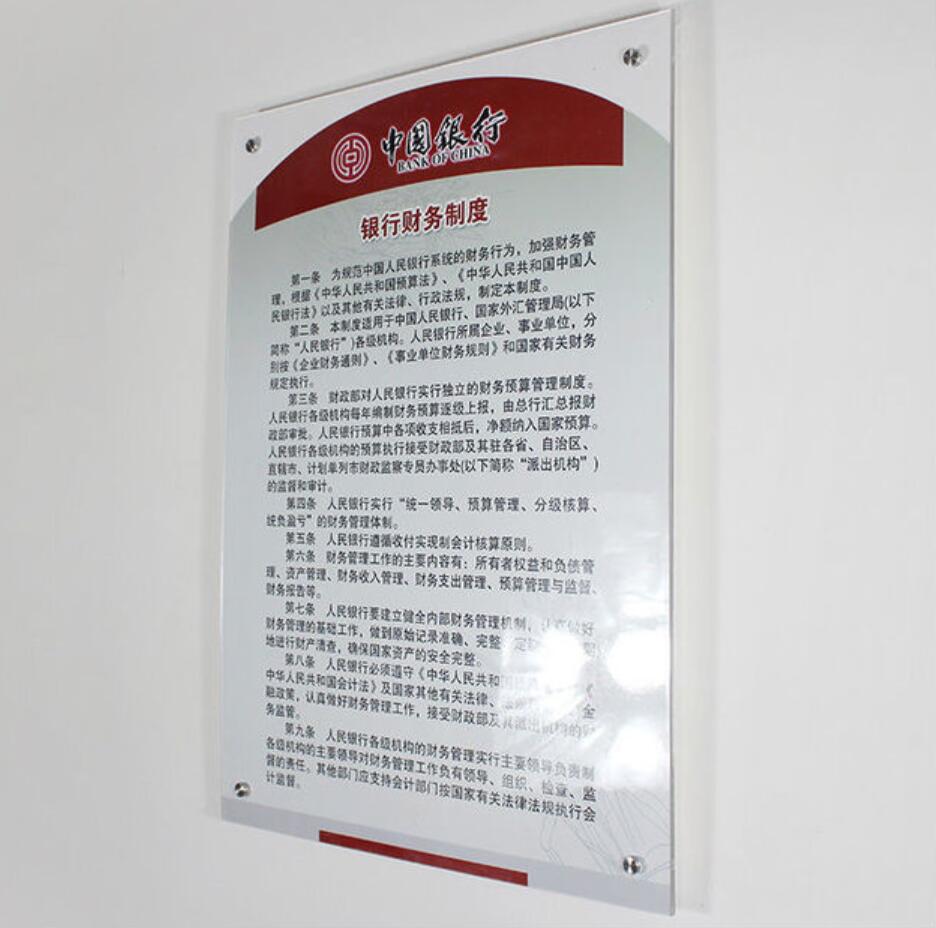 中国银行
BANK OF CHINA
银行财务制度
第一条 为规范中国人民银行系统的财务行为，加强财务管
理，根据《中华人民共和国预算法》、《中华人民共和国中国人
民银行法》以及其他有关法律、行政法规，制定本制度。
第二条 本制度适用于中国人民银行、国家外汇管理局(以下
简称“人民银行”)各级机构。人民银行所属企业、事业单位，分
别按《企业财务通则》、《事业单位财务规则》和国家有关财务
规定执行。
第三条 财政部对人民银行实行独立的财务预算管理制度。
人民银行各级机构每年编制财务预算逐级上报，由总行汇总报财
政部审批。人民银行预算中各项收支相抵后，净额纳入国家预算。
人民银行各级机构的预算执行接受财政部及其驻各省、自治区、
直辖市、计划单列市财政监察专员办事处(以下简称“派出机构”)
的监督和审计。
第四条 人民银行实行“统一领导、预算管理、分级核算、
统负盈亏”的财务管理体制。
第五条 人民银行遵循收付实现制会计核算原则。
第六条 财务管理工作的主要内容有：所有者权益和负债管
理、资产管理、财务收入管理、财务支出管理、预算管理与监督、
财务报告等。
第七条 人民银行要建立健全内部财务管理机制，认真做好
财务管理的基础工作，做到原始记录准确、完整，定
地进行财产清查，确保国家资产的安全完整。
第八条 人民银行必须遵守《中华人民共和国 《
中华人民共和国会计法》及国家其他有关法律、法 金
融政策，认真做好财务管理工作，接受财政部及其派出机构的财
务监管。
第九条 人民银行各级机构的财务管理实行主要领导负责制
各级机构的主要领导对财务管理工作负有领导、组织、检查、监
督的责任。其他部门应支持会计部门按国家有关法律法规执行会
计监督。